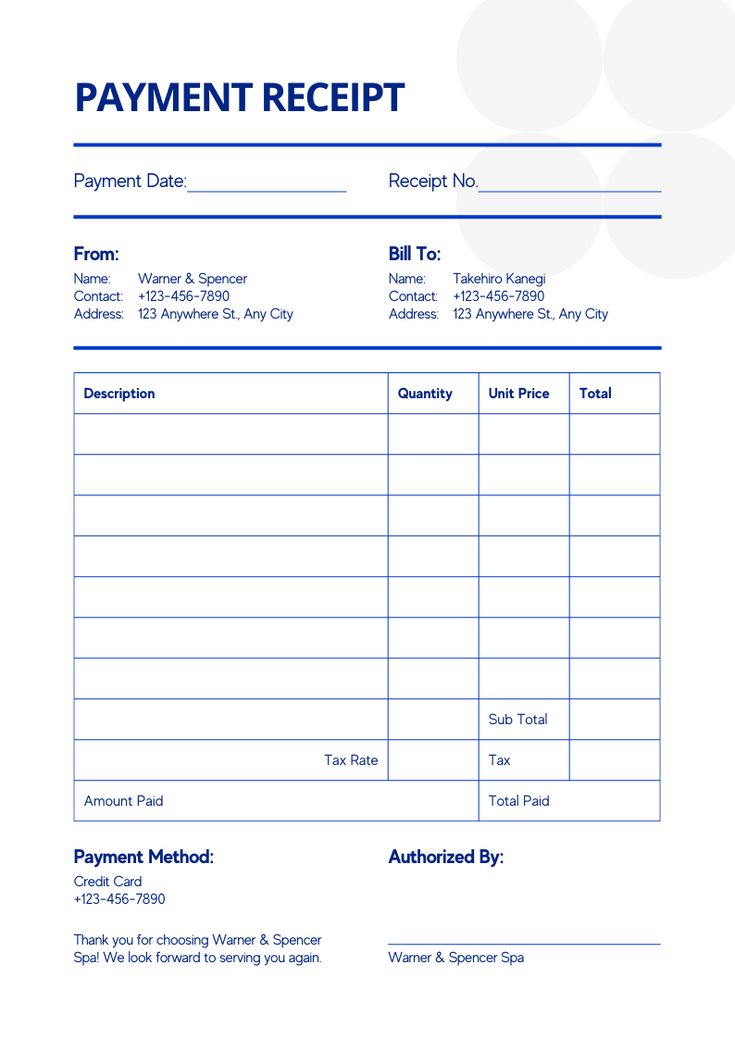 PAYMENT RECEIPT
Payment Date: Receipt No.
From: Bill To:
Name: Warner & Spencer Name: Takehiro Kanegi
Contact: +123-456-7890 Contact: +123-456-7890
Address: 123 Anywhere St., Any City Address: 123 Anywhere St., Any City
Description Quantity Unit Price Total
Sub Total
Tax Rate Tax
Amount Paid Total Paid
Payment Method: Authorized By:
Credit Card
+123-456-7890
Thank you for choosing Warner & Spencer
Spa! We look forward to serving you again.
Warner & Spencer Spa